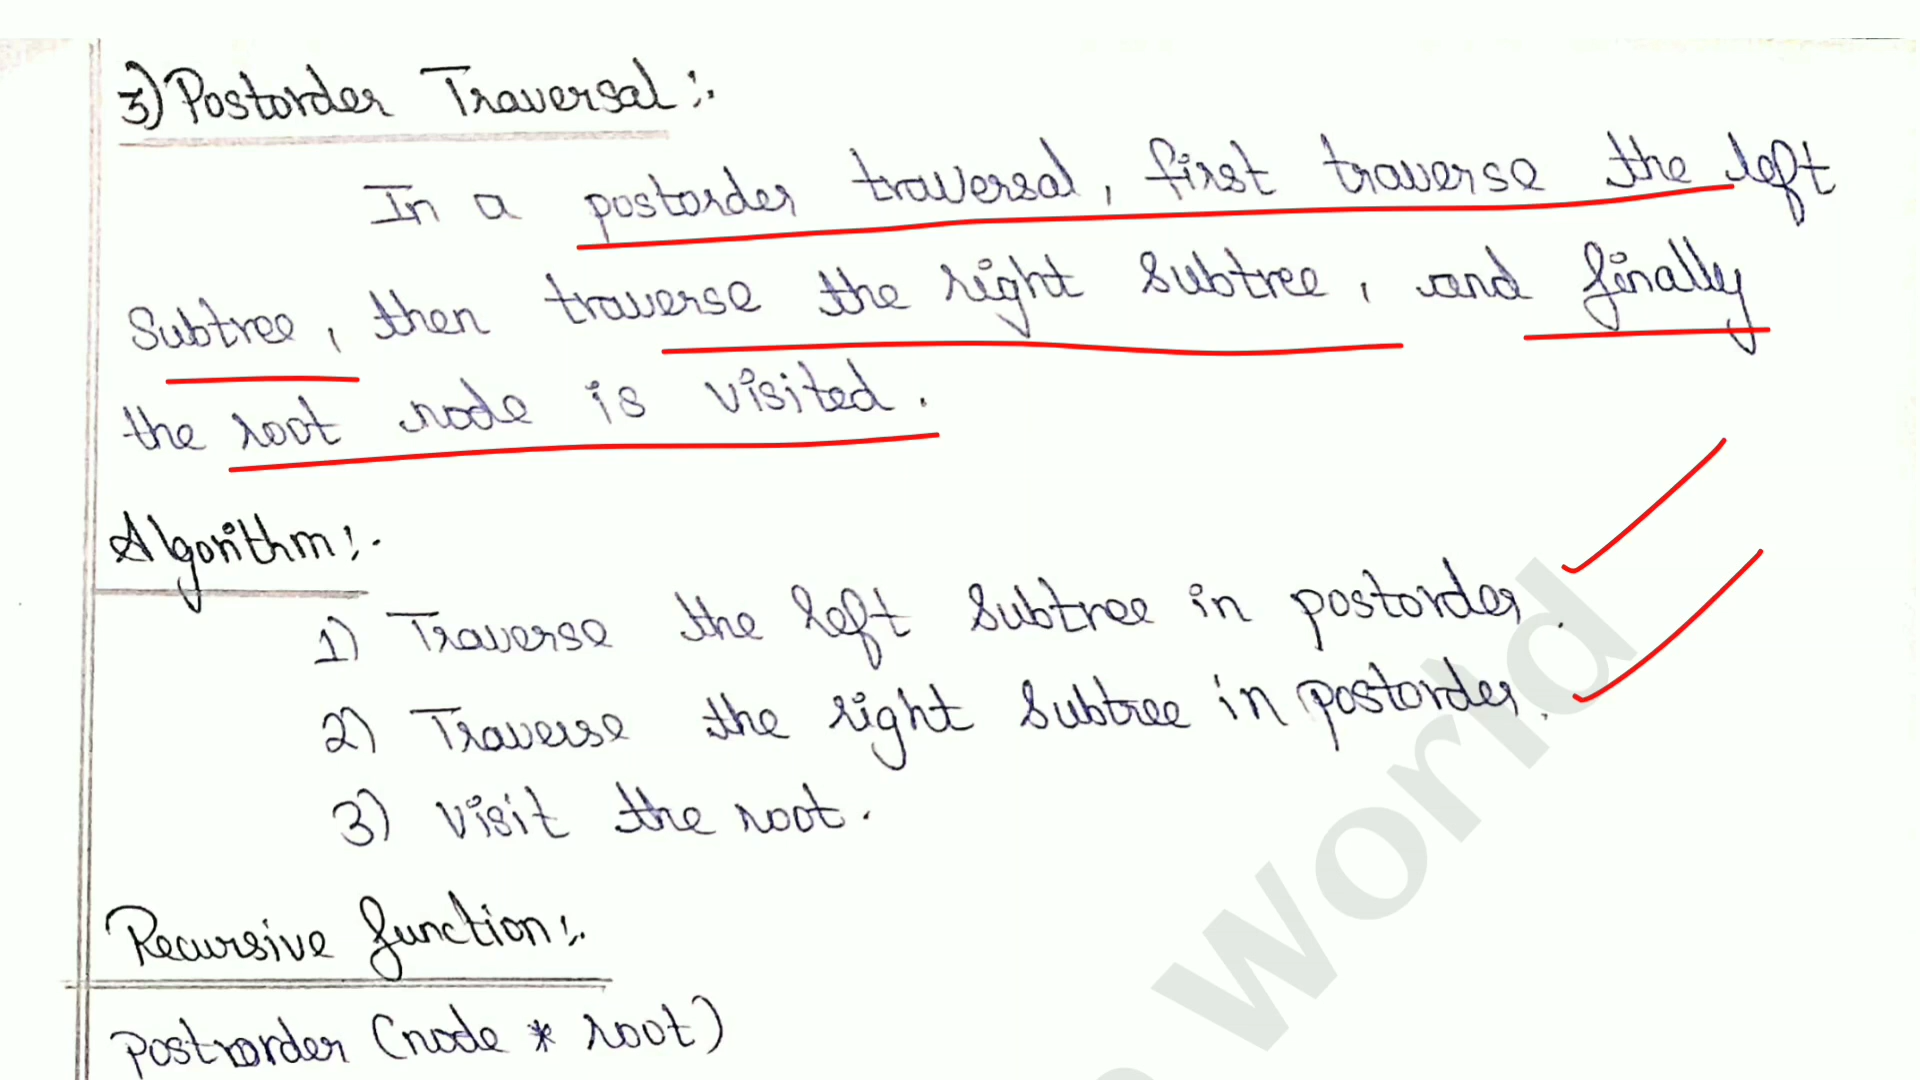 3) Postorder Traversal:-
In a postorder traversal, first traverse the left
Subtree, then traverse the right Subtree, and finally
the root node is visited.
Algorithm:-
1) Traverse the left Subtree in postorder.
2) Traverse the right Subtree in postorder.
3) Visit the root.
Recursive function:-
postorder (node * root)
World